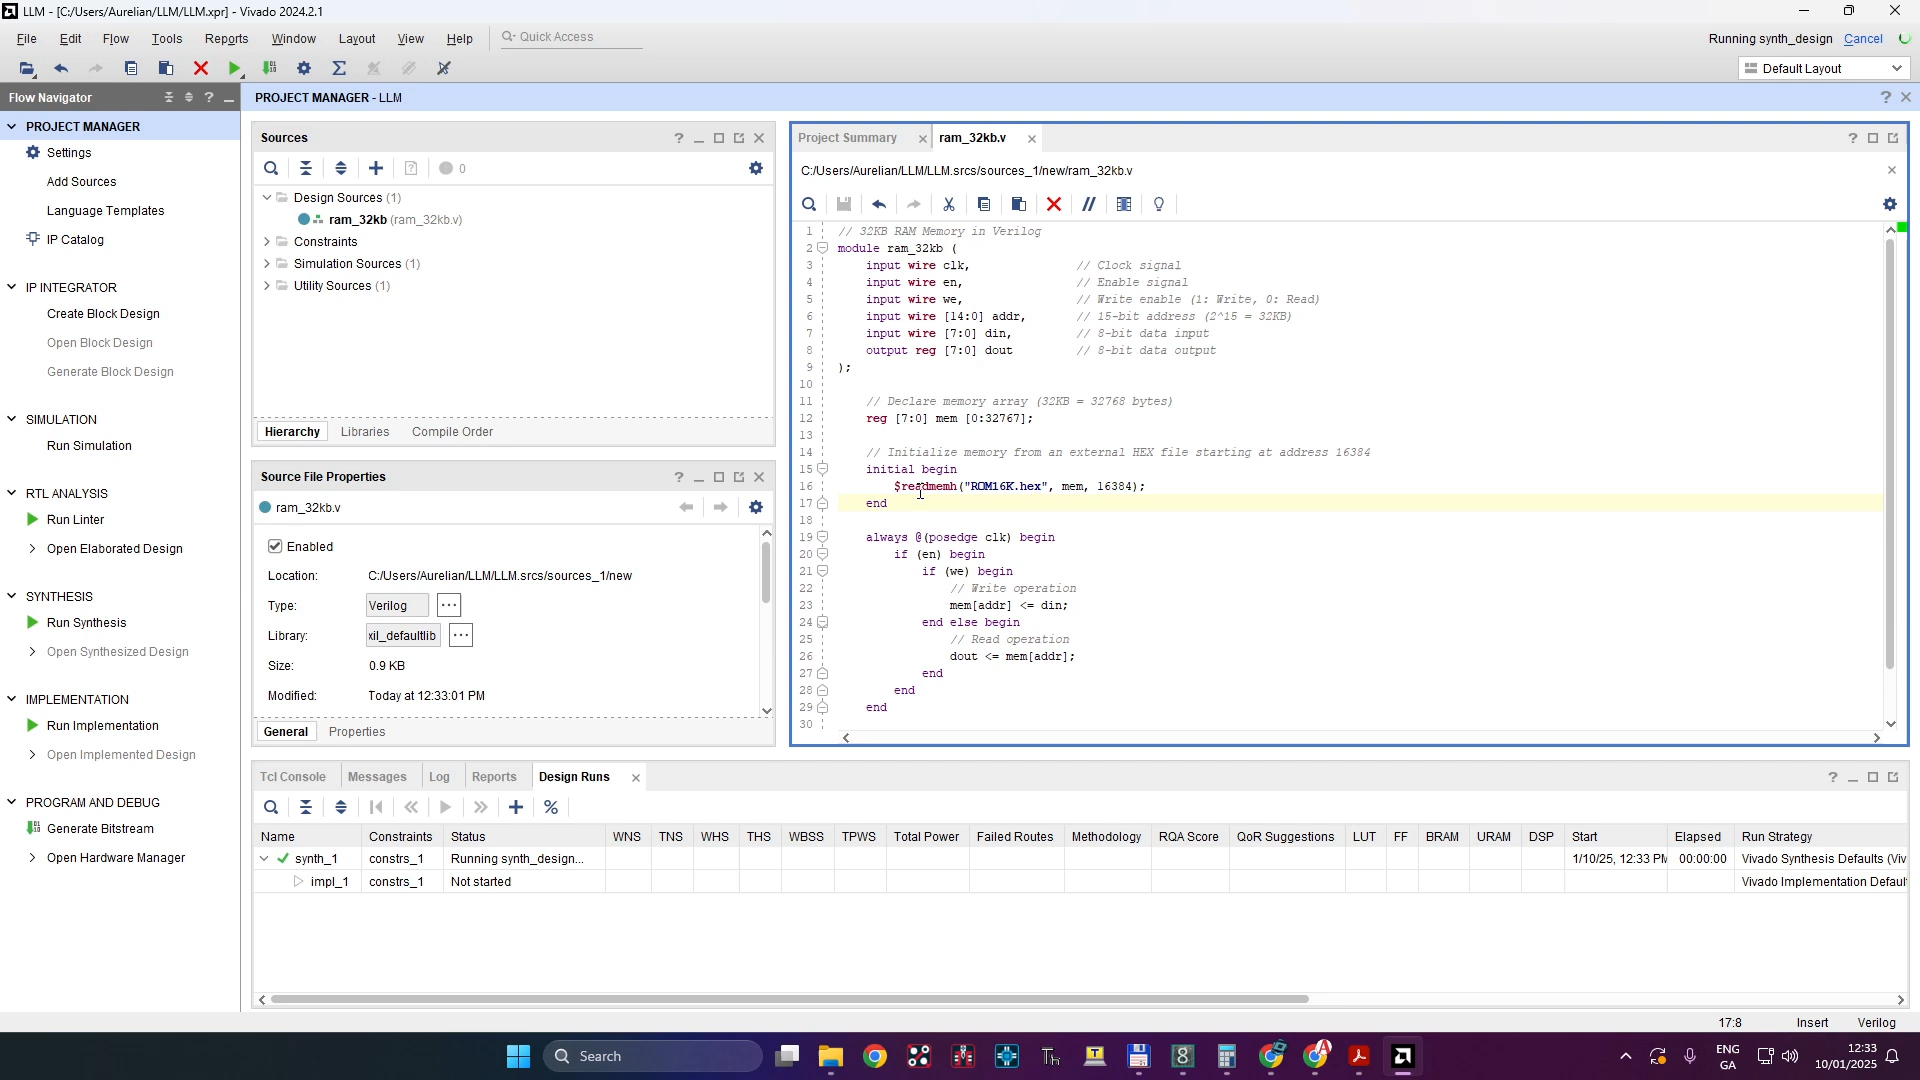 LLM - [C:/Users/Aurelian/LLM/LLM.xpr] - Vivado 2024.2.1
File Edit Flow Tools Reports Window Layout View Help Quick Access
Running synth_design Cancel
Default Layout
Flow Navigator
PROJECT MANAGER
Settings
Add Sources
Language Templates
IP Catalog
IP INTEGRATOR
Create Block Design
Open Block Design
Generate Block Design
SIMULATION
Run Simulation
RTL ANALYSIS
Run Linter
Open Elaborated Design
SYNTHESIS
Run Synthesis
Open Synthesized Design
IMPLEMENTATION
Run Implementation
Open Implemented Design
PROGRAM AND DEBUG
Generate Bitstream
Open Hardware Manager
PROJECT MANAGER - LLM
Sources
0
Design Sources (1)
ram_32kb (ram_32kb.v)
Constraints
Simulation Sources (1)
Utility Sources (1)
Hierarchy Libraries Compile Order
Source File Properties
ram_32kb.v
Enabled
Location: C:/Users/Aurelian/LLM/LLM.srcs/sources_1/new
Type: Verilog
Library: xil_defaultlib
Size: 0.9 KB
Modified: Today at 12:33:01 PM
General Properties
Project Summary ram_32kb.v
C:/Users/Aurelian/LLM/LLM.srcs/sources_1/new/ram_32kb.v
1 // 32KB RAM Memory in Verilog
2 module ram_32kb (
3 input wire clk, // Clock signal
4 input wire en, // Enable signal
5 input wire we, // Write enable (1: Write, 0: Read)
6 input wire [14:0] addr, // 15-bit address (2^15 = 32KB)
7 input wire [7:0] din, // 8-bit data input
8 output reg [7:0] dout // 8-bit data output
9 );
10
11 // Declare memory array (32KB = 32768 bytes)
12 reg [7:0] mem [0:32767];
13
14 // Initialize memory from an external HEX file starting at address 16384
15 initial begin
16 $readmemh("ROM16K.hex", mem, 16384);
17 end
18
19 always @(posedge clk) begin
20 if (en) begin
21 if (we) begin
22 // Write operation
23 mem[addr] <= din;
24 end else begin
25 // Read operation
26 dout <= mem[addr];
27 end
28 end
29 end
30
Tcl Console Messages Log Reports Design Runs
Name Constraints Status WNS TNS WHS THS WBSS TPWS Total Power Failed Routes Methodology RQA Score QoR Suggestions LUT FF BRAM URAM DSP Start Elapsed Run Strategy
synth_1 constrs_1 Running synth_design... 1/10/25, 12:33 PM 00:00:00 Vivado Synthesis Defaults (Viv
impl_1 constrs_1 Not started Vivado Implementation Defaul
17:8 Insert Verilog
Search
ENG
GA
12:33
10/01/2025